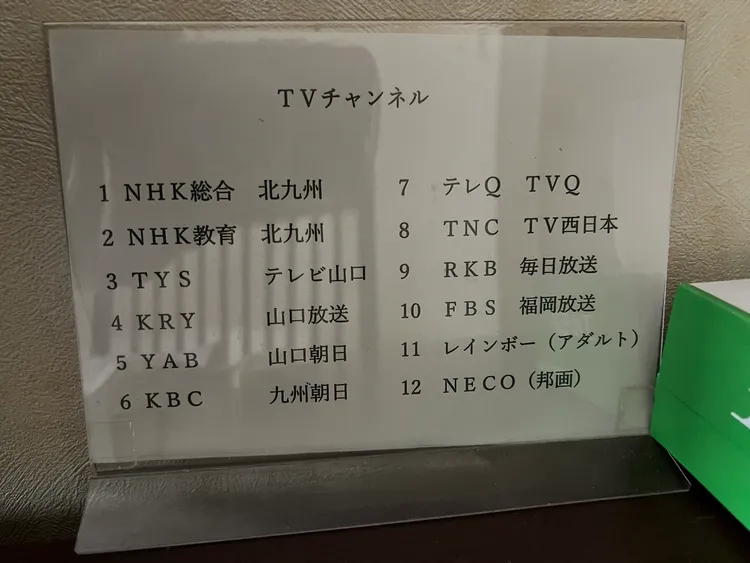 TVチャンネル
1 NHK総合 北九州
2 NHK教育 北九州
3 TYS テレビ山口
4 KRY 山口放送
5 YAB 山口朝日
6 KBC 九州朝日
7 テレQ TVQ
8 TNC TV西日本
9 RKB 毎日放送
10 FBS 福岡放送
11 レインボー(アダルト)
12 NECO(邦画)